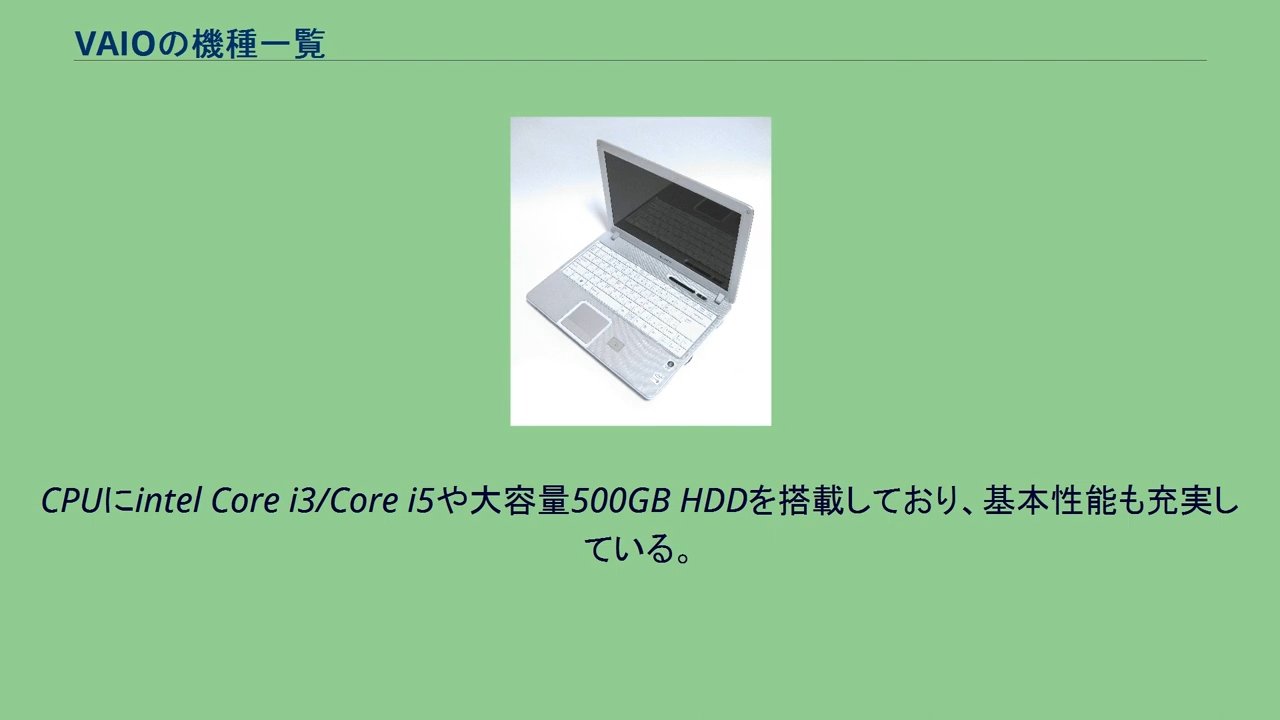 VAIOの機種一覧
CPUにintel Core i3/Core i5や大容量500GB HDDを搭載しており、基本性能も充実し
ている。